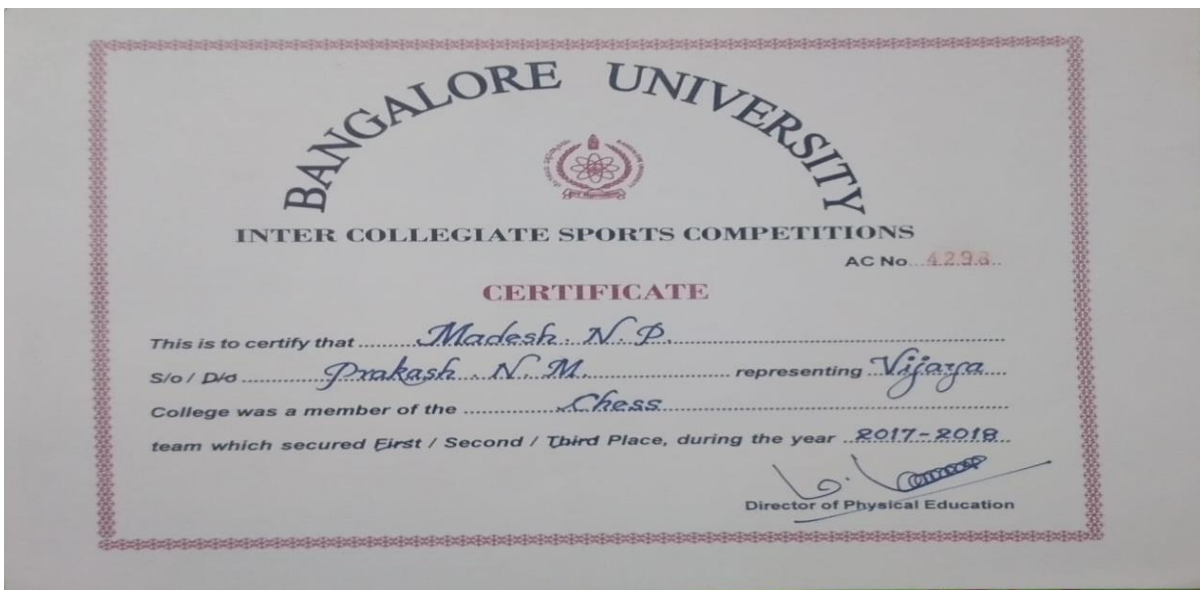 BANGALORE UNIVERSITY
INTER COLLEGIATE SPORTS COMPETITIONS
AC No 4293
CERTIFICATE
This is to certify that Madesh. N. P.
S/o / D/o Prakash. N. M. representing Vijaya
College was a member of the Chess
team which secured First / Second / Third Place, during the year 2017-2018
Director of Physical Education